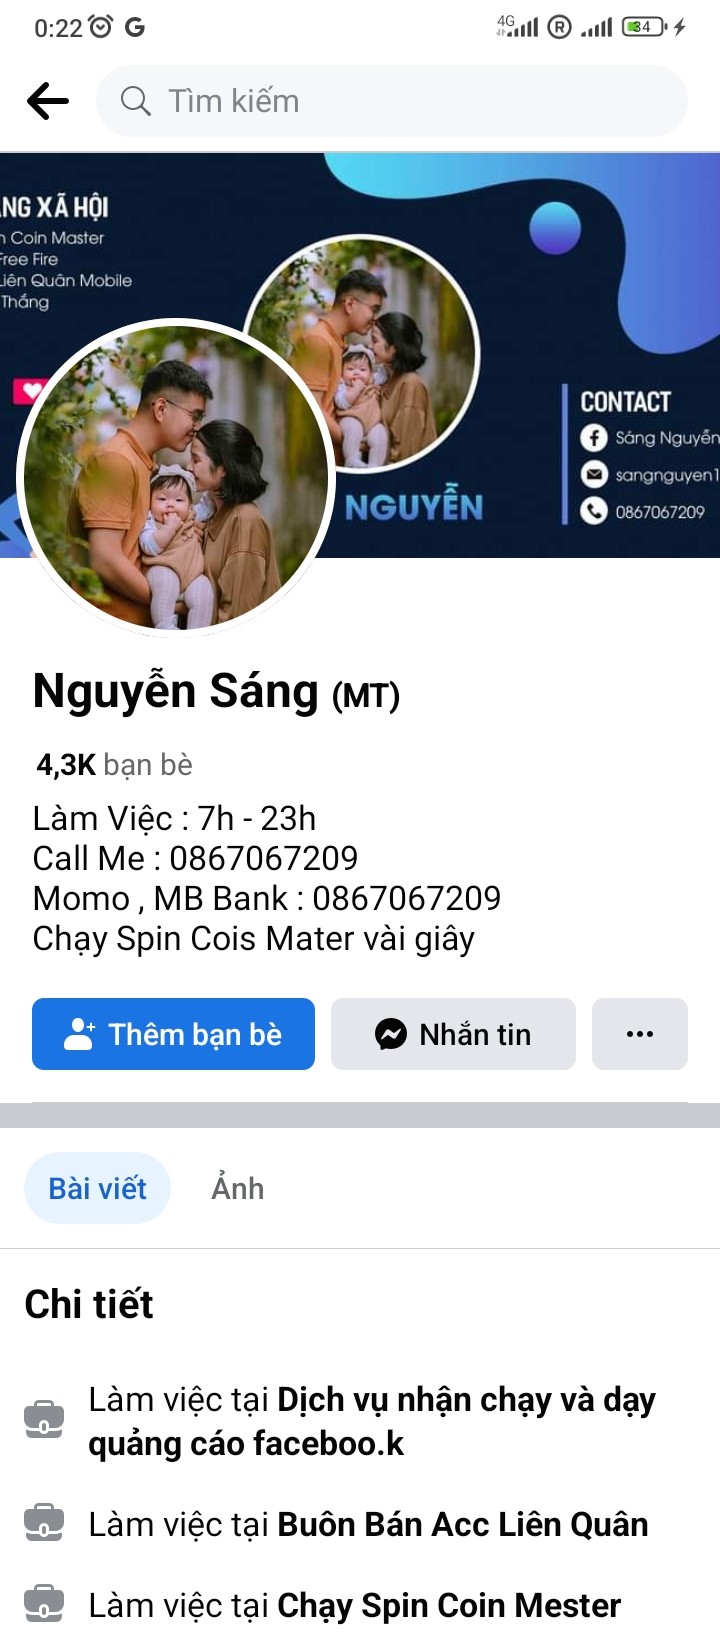 0:22
4G
R
34
Tìm kiếm
NG XÃ HỘI
Coin Master
Free Fire
Liên Quân Mobile
Thắng
NGUYỄN
CONTACT
Sáng Nguyễn
sangnguyen1
0867067209
Nguyễn Sáng (MT)
4,3K bạn bè
Làm Việc : 7h - 23h
Call Me : 0867067209
Momo , MB Bank : 0867067209
Chạy Spin Cois Mater vài giây
Thêm bạn bè
Nhắn tin
Bài viết
Ảnh
Chi tiết
Làm việc tại Dịch vụ nhận chạy và dạy
quảng cáo faceboo.k
Làm việc tại Buôn Bán Acc Liên Quân
Làm việc tại Chạy Spin Coin Mester